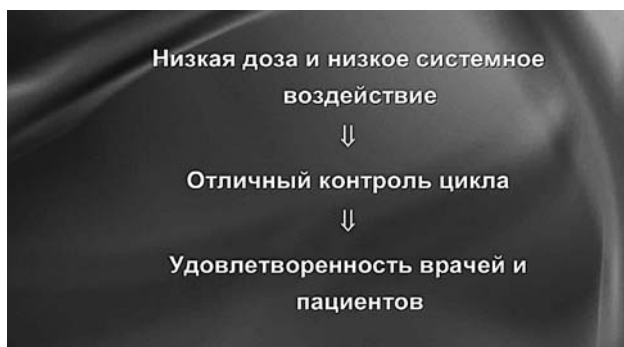 Низкая доза и низкое системное
воздействие
⇓
Отличный контроль цикла
⇓
Удовлетворенность врачей и
пациентов